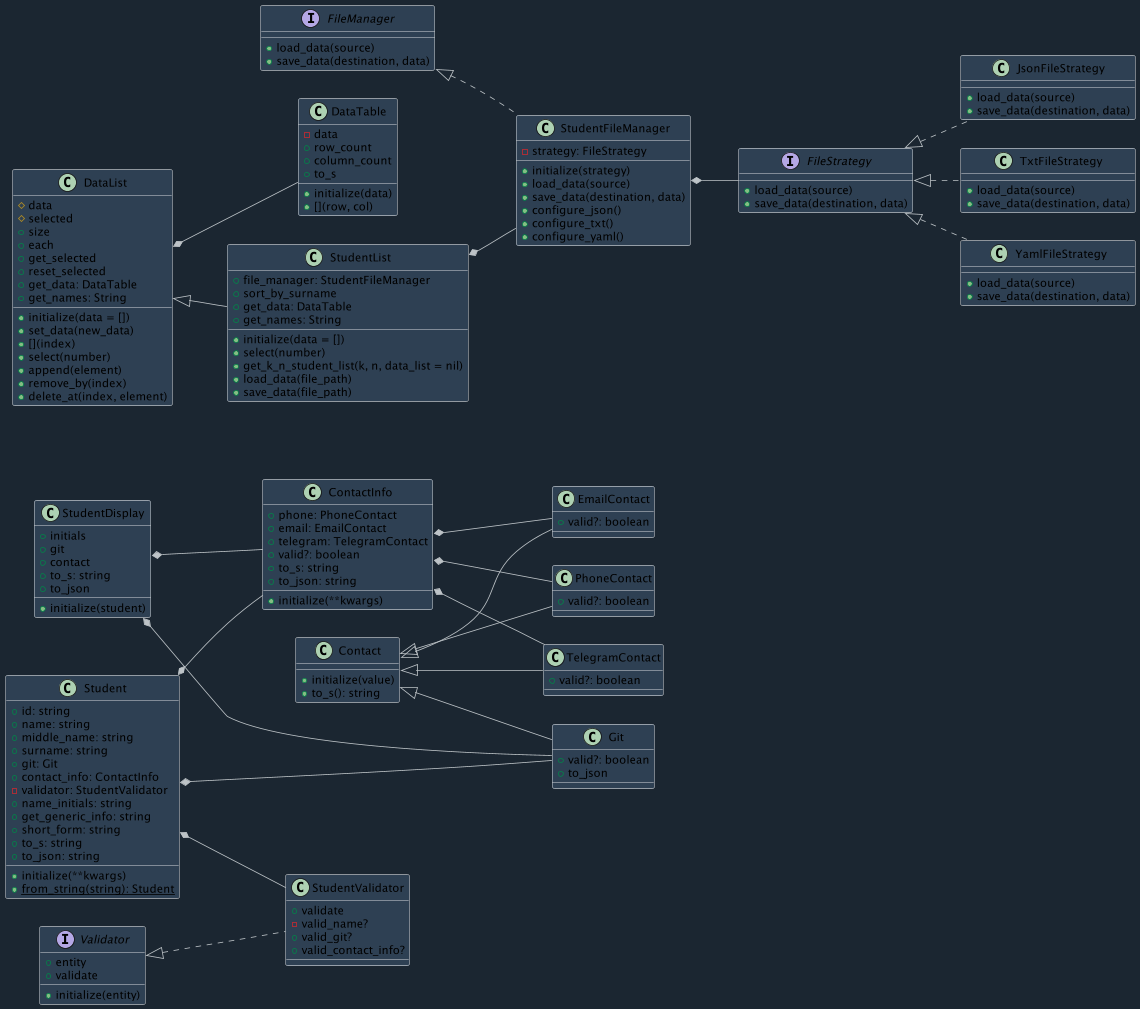 I FileManager
load_data(source)
save_data(destination, data)
C DataTable
data
row_count
column_count
to_s
initialize(data)
[](row, col)
C DataList
data
selected
size
each
get_selected
reset_selected
get_data: DataTable
get_names: String
initialize(data = [])
set_data(new_data)
[](index)
select(number)
append(element)
remove_by(index)
delete_at(index, element)
C StudentList
file_manager: StudentFileManager
sort_by_surname
get_data: DataTable
get_names: String
initialize(data = [])
select(number)
get_k_n_student_list(k, n, data_list = nil)
load_data(file_path)
save_data(file_path)
C StudentFileManager
strategy: FileStrategy
initialize(strategy)
load_data(source)
save_data(destination, data)
configure_json()
configure_txt()
configure_yaml()
I FileStrategy
load_data(source)
save_data(destination, data)
C JsonFileStrategy
load_data(source)
save_data(destination, data)
C TxtFileStrategy
load_data(source)
save_data(destination, data)
C YamlFileStrategy
load_data(source)
save_data(destination, data)
C StudentDisplay
initials
git
contact
to_s: string
to_json
initialize(student)
C ContactInfo
phone: PhoneContact
email: EmailContact
telegram: TelegramContact
valid?: boolean
to_s: string
to_json: string
initialize(**kwargs)
C EmailContact
valid?: boolean
C PhoneContact
valid?: boolean
C Contact
initialize(value)
to_s(): string
C TelegramContact
valid?: boolean
C Git
valid?: boolean
to_json
C Student
id: string
name: string
middle_name: string
surname: string
git: Git
contact_info: ContactInfo
validator: StudentValidator
name_initials: string
get_generic_info: string
short_form: string
to_s: string
to_json: string
initialize(**kwargs)
from_string(string): Student
C StudentValidator
validate
valid_name?
valid_git?
valid_contact_info?
I Validator
entity
validate
initialize(entity)